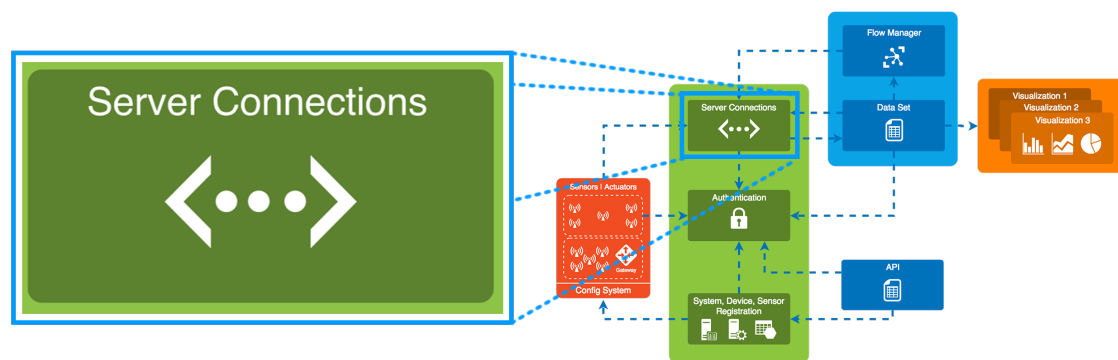 Server Connections
Flow Manager
Server Connections
Data Set
Visualization 1
Visualization 2
Visualization 3
Sensors | Actuators
Authentication
Gateway
Config System
API
System, Device, Sensor
Registration